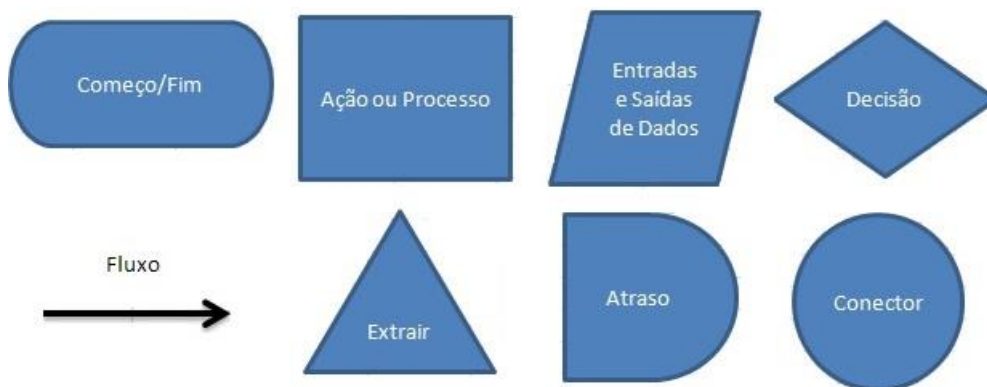 Começo/Fim
Ação ou Processo
Entradas
e Saídas
de Dados
Decisão
Fluxo
Extrair
Atraso
Conector